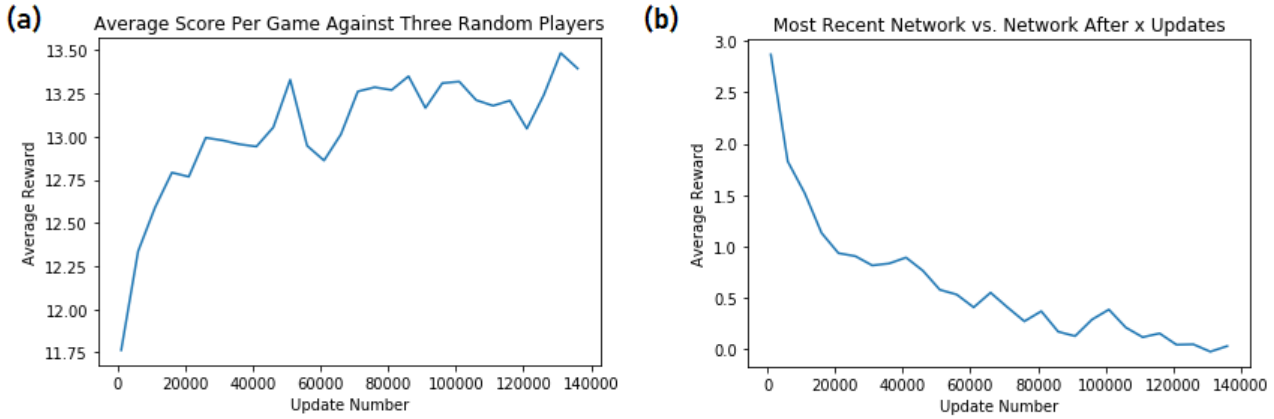 (a)
Average Score Per Game Against Three Random Players
13.50
13.25
13.00
12.75
12.50
12.25
12.00
11.75
Average Reward
0 20000 40000 60000 80000 100000 120000 140000
Update Number
(b)
Most Recent Network vs. Network After x Updates
3.0
2.5
2.0
1.5
1.0
0.5
0.0
Average Reward
0 20000 40000 60000 80000 100000 120000 140000
Update Number